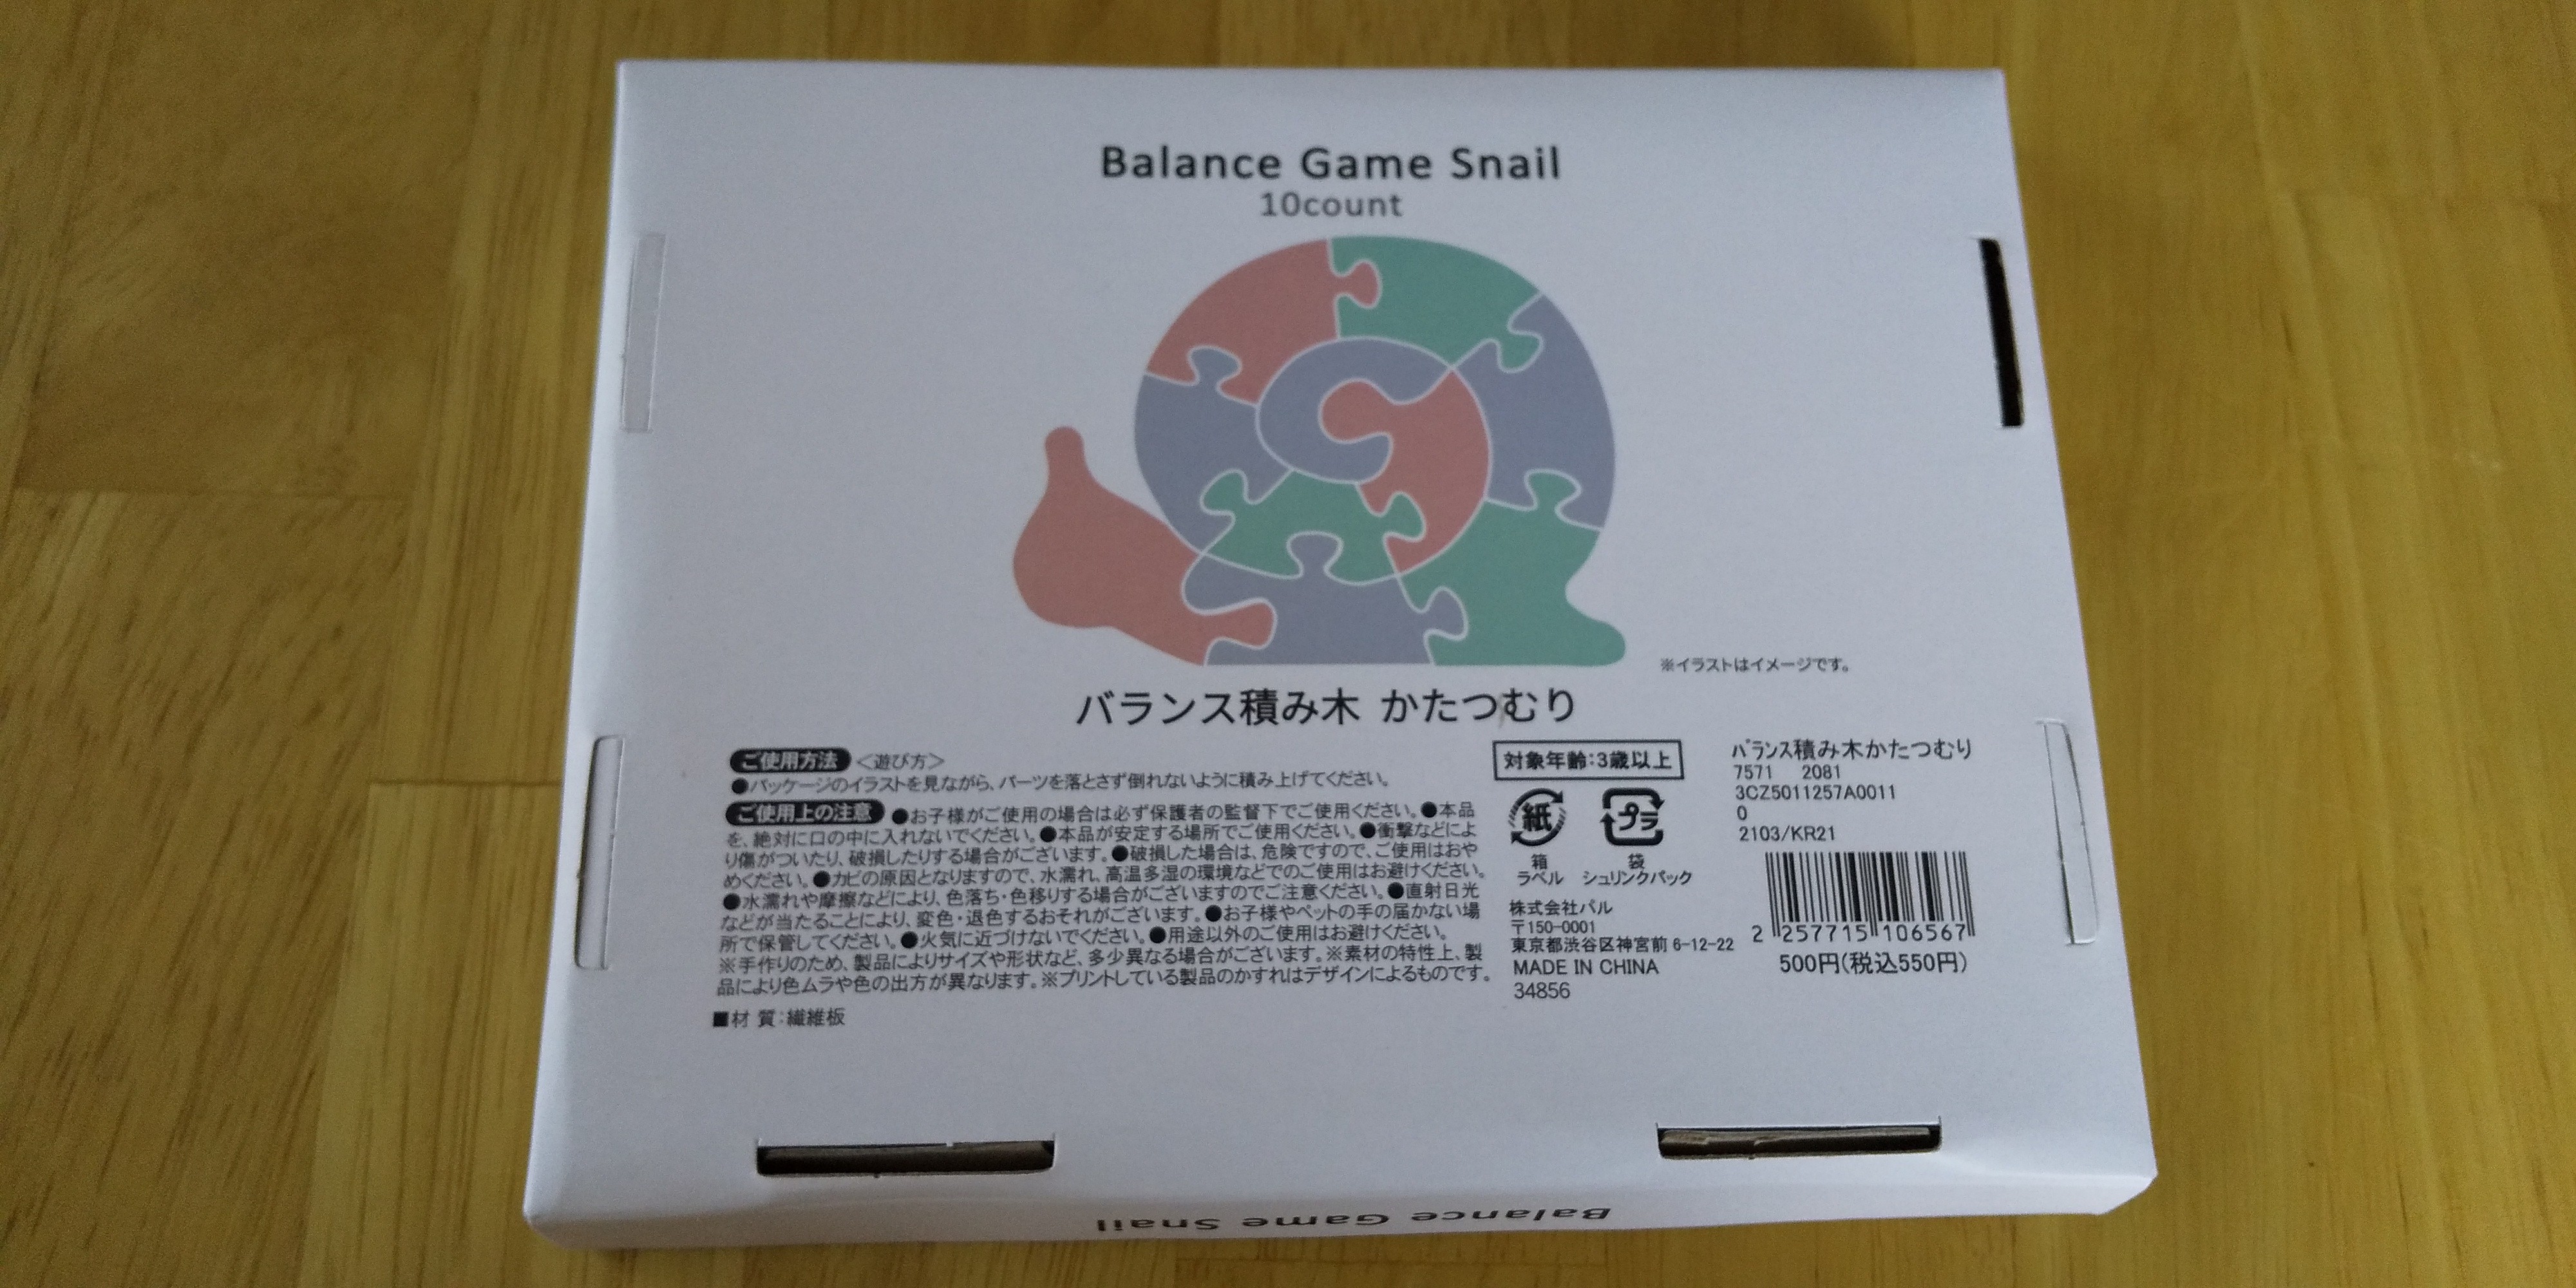 Balance Game Snail
10count
※イラストはイメージです。
バランス積み木 かたつむり
ご使用方法 <遊び方>
●パッケージのイラストを見ながら、パーツを落とさず倒れないように積み上げてください。
ご使用上の注意 ●お子様がご使用の場合は必ず保護者の監督下でご使用ください。●本品
を、絶対に口の中に入れないでください。●本品が安定する場所でご使用ください。●衝撃などによ
り傷がついたり、破損したりする場合がございます。●破損した場合は、危険ですので、ご使用はおや
めください。●カビの原因となりますので、水濡れ、高温多湿の環境などでのご使用はお避けください。
●水濡れや摩擦などにより、色落ち・色移りする場合がございますのでご注意ください。●直射日光
などが当たることにより、変色・退色するおそれがございます。●お子様やペットの手の届かない場
所で保管してください。●火気に近づけないでください。●用途以外のご使用はお避けください。
※手作りのため、製品によりサイズや形状など、多少異なる場合がございます。※素材の特性上、製
品により色ムラや色の出方が異なります。※プリントしている製品のかすれはデザインによるものです。
■材 質:繊維板
対象年齢:3歳以上
紙
プラ
箱
ラベル
袋
シュリンクパック
株式会社パル
〒150-0001
東京都渋谷区神宮前 6-12-22
MADE IN CHINA
34856
バランス積み木かたつむり
7571 2081
3CZ5011257A0011
0
2103/KR21
2 257715 106567
500円(税込550円)
Balance Game Snail